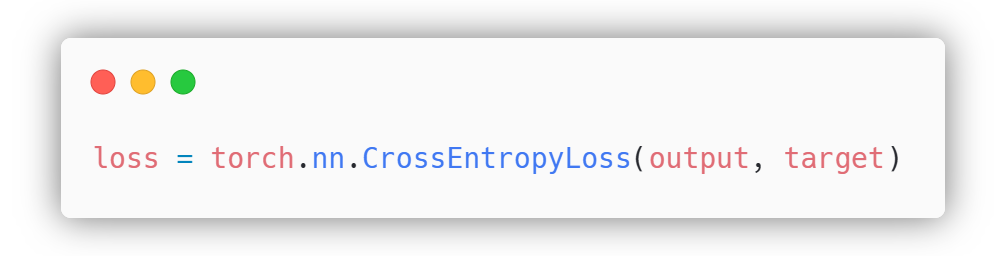 loss = torch.nn.CrossEntropyLoss(output, target)